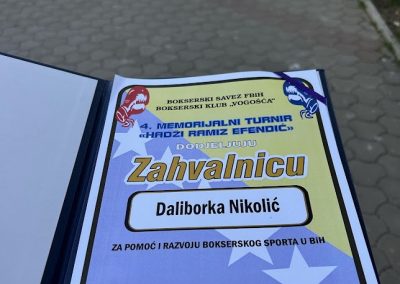 BOKSERSKI SAVEZ FBIH
BOKSERSKI KLUB „VOGOŠĆA"
4. MEMORIJALNI TURNIR
«HADŽI RAMIZ EFENDIĆ»
DODJELJUJU
Zahvalnicu
Daliborka Nikolić
ZA POMOĆ I RAZVOJU BOKSERSKOG SPORTA U BiH